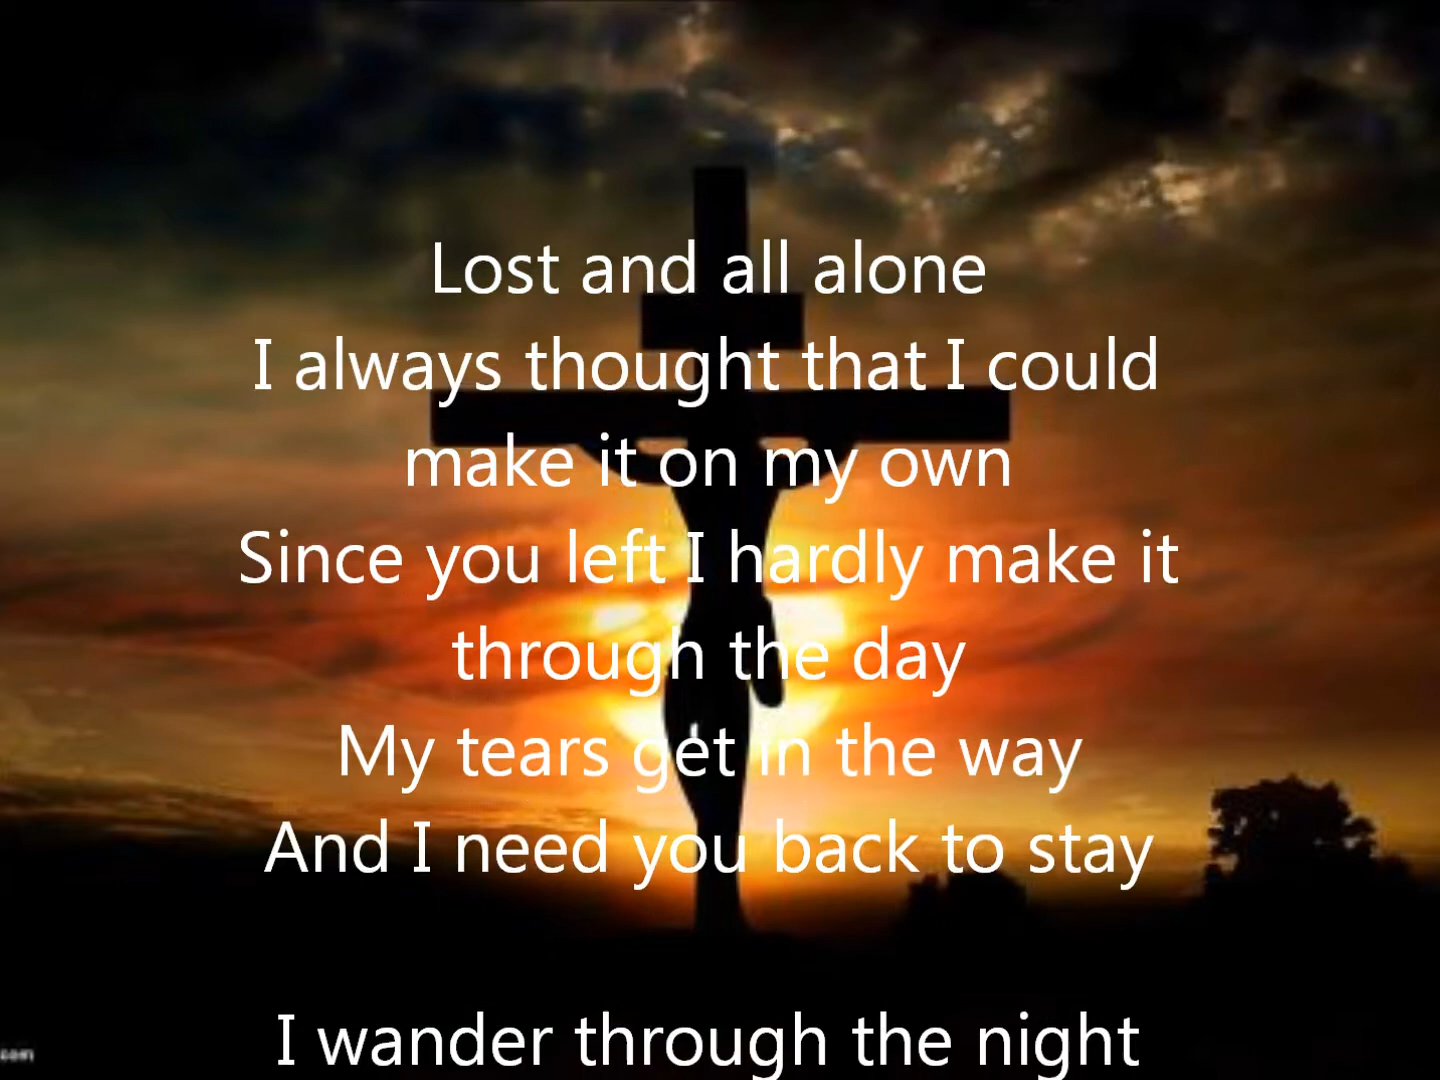 Lost and all alone
I always thought that I could
make it on my own
Since you left I hardly make it
through the day
My tears get in the way
And I need you back to stay
I wander through the night
.com